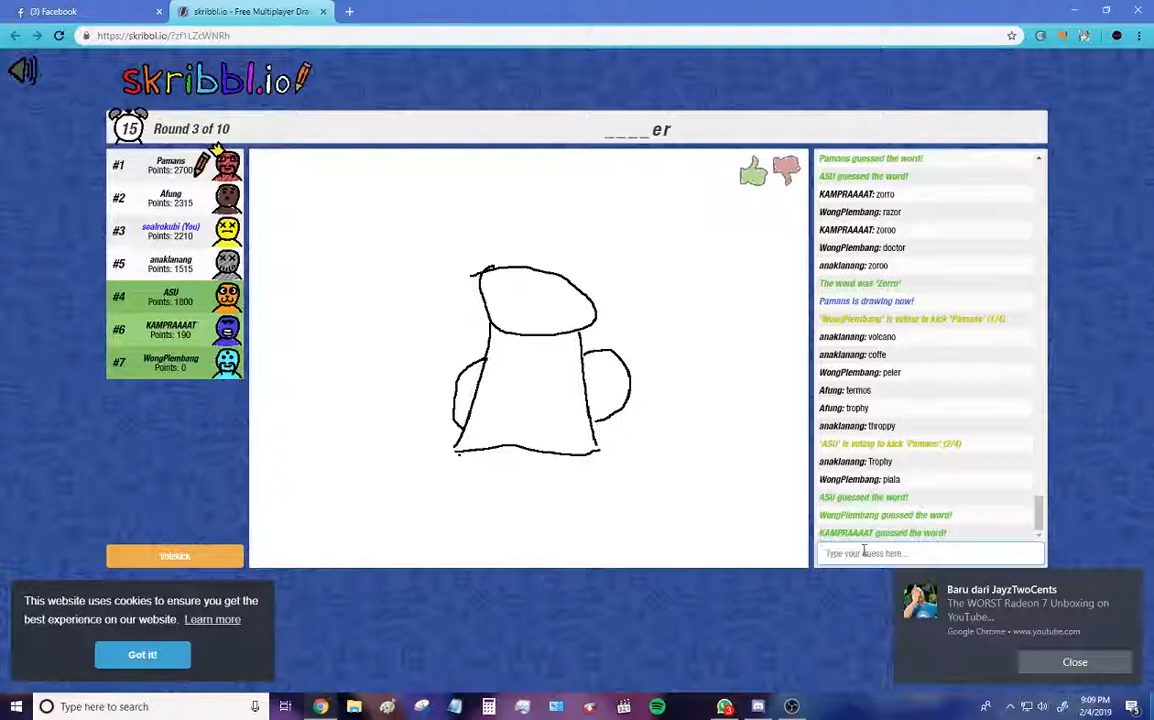 (3) Facebook
skribbl.io - Free Multiplayer Dra
https://skribbl.io/?zf1LZcWNRh
skribbl.io
15
Round 3 of 10
____er
#1
Pamans
Points: 2700
#2
Afung
Points: 2315
#3
sealrokubi (You)
Points: 2210
#5
anaklanang
Points: 1515
#4
ASU
Points: 1800
#6
KAMPRAAAAT
Points: 190
#7
WongPlembang
Points: 0
Votekick
Pamans guessed the word!
ASU guessed the word!
KAMPRAAAAT: zorro
WongPlembang: razor
KAMPRAAAAT: zoroo
WongPlembang: doctor
anaklanang: zoroo
The word was 'Zorro'
Pamans is drawing now!
'WongPlembang' is voting to kick 'Pamans' (1/4)
anaklanang: volcano
anaklanang: coffe
WongPlembang: peler
Afung: termos
Afung: trophy
anaklanang: throppy
'ASU' is voting to kick 'Pamans' (2/4)
anaklanang: Trophy
WongPlembang: piala
ASU guessed the word!
WongPlembang guessed the word!
KAMPRAAAAT guessed the word!
Type your guess here...
This website uses cookies to ensure you get the
best experience on our website. Learn more
Got it!
Baru dari JayzTwoCents
The WORST Radeon 7 Unboxing on
YouTube...
Google Chrome • www.youtube.com
Close
Type here to search
3
9:09 PM
2/4/2019
5